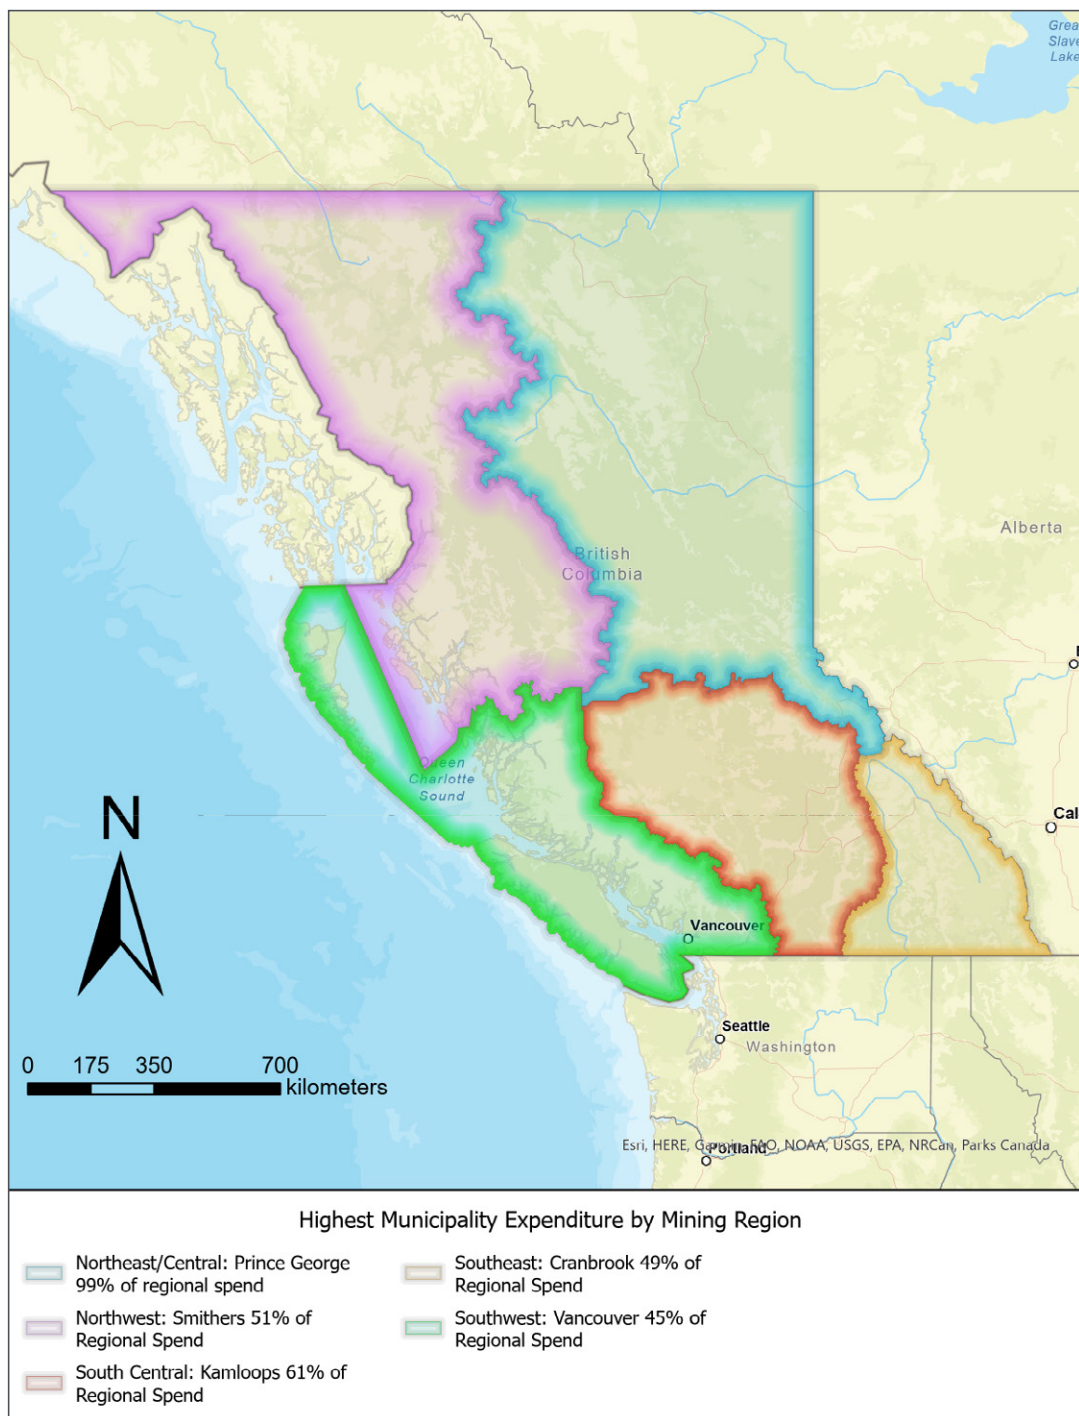 Grea
Slave
Lake
Alberta
British
Columbia
Queen
Charlotte
Sound
N
Cal
Vancouver
Seattle
Washington
0 175 350 700
kilometers
Esri, HERE, Garmin, FAO, NOAA, USGS, EPA, NRCan, Parks Canada
Portland
Highest Municipality Expenditure by Mining Region
Northeast/Central: Prince George
99% of regional spend
Northwest: Smithers 51% of
Regional Spend
South Central: Kamloops 61% of
Regional Spend
Southeast: Cranbrook 49% of
Regional Spend
Southwest: Vancouver 45% of
Regional Spend